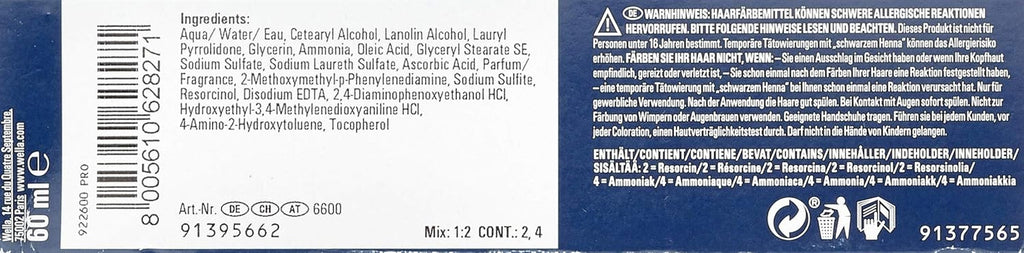 Wella, 14 rue du Quatre Septembre,
75002 Paris www.wella.com
60 ml e
922600 PRO
8 005610 628271
Ingredients:
Aqua/ Water/ Eau, Cetearyl Alcohol, Lanolin Alcohol, Lauryl
Pyrrolidone, Glycerin, Ammonia, Oleic Acid, Glyceryl Stearate SE,
Sodium Sulfate, Sodium Laureth Sulfate, Ascorbic Acid, Parfum/
Fragrance, 2-Methoxymethyl-p-Phenylenediamine, Sodium Sulfite,
Resorcinol, Disodium EDTA, 2,4-Diaminophenoxyethanol HCl,
Hydroxyethyl-3,4-Methylenedioxyaniline HCl,
4-Amino-2-Hydroxytoluene, Tocopherol
Art.-Nr. DE CH AT 6600
91395662
Mix: 1:2 CONT.: 2, 4
DE WARNHINWEIS: HAARFÄRBEMITTEL KÖNNEN SCHWERE ALLERGISCHE REAKTIONEN
HERVORRUFEN. BITTE FOLGENDE HINWEISE LESEN UND BEACHTEN. Dieses Produkt ist nicht für
Personen unter 16 Jahren bestimmt. Temporäre Tätowierungen mit „schwarzem Henna“ können das Allergierisiko
erhöhen. FÄRBEN SIE IHR HAAR NICHT, WENN: – Sie einen Ausschlag im Gesicht haben oder wenn Ihre Kopfhaut
empfindlich, gereizt oder verletzt ist, – Sie schon einmal nach dem Färben Ihrer Haare eine Reaktion festgestellt haben,
– eine temporäre Tätowierung mit „schwarzem Henna“ bei Ihnen schon einmal eine Reaktion verursacht hat. Nur für
gewerbliche Verwendung. Nach der Anwendung die Haare gut spülen. Bei Kontakt mit Augen sofort spülen. Nicht zur
Färbung von Wimpern oder Augenbrauen verwenden. Geeignete Handschuhe tragen. Führen sie bei jedem Kunden, vor
jeder Coloration, einen Hautverträglichkeitstest durch. Darf nicht in die Hände von Kindern gelangen.
ENTHÄLT/CONTIENT/CONTIENE/BEVAT/CONTAINS/INNEHÅLLER/INDEHOLDER/INNEHOLDER/
SISÄLTÄÄ: 2 = Resorcin/2 = Résorcine/2 = Resorcina/2 = Resorcinol/2 = Resorsinolia/
4 = Ammoniak/4 = Ammoniaque/4 = Ammoniaca/4 = Ammonia/4 = Ammoniakk/4 = Ammoniakkia
91377565